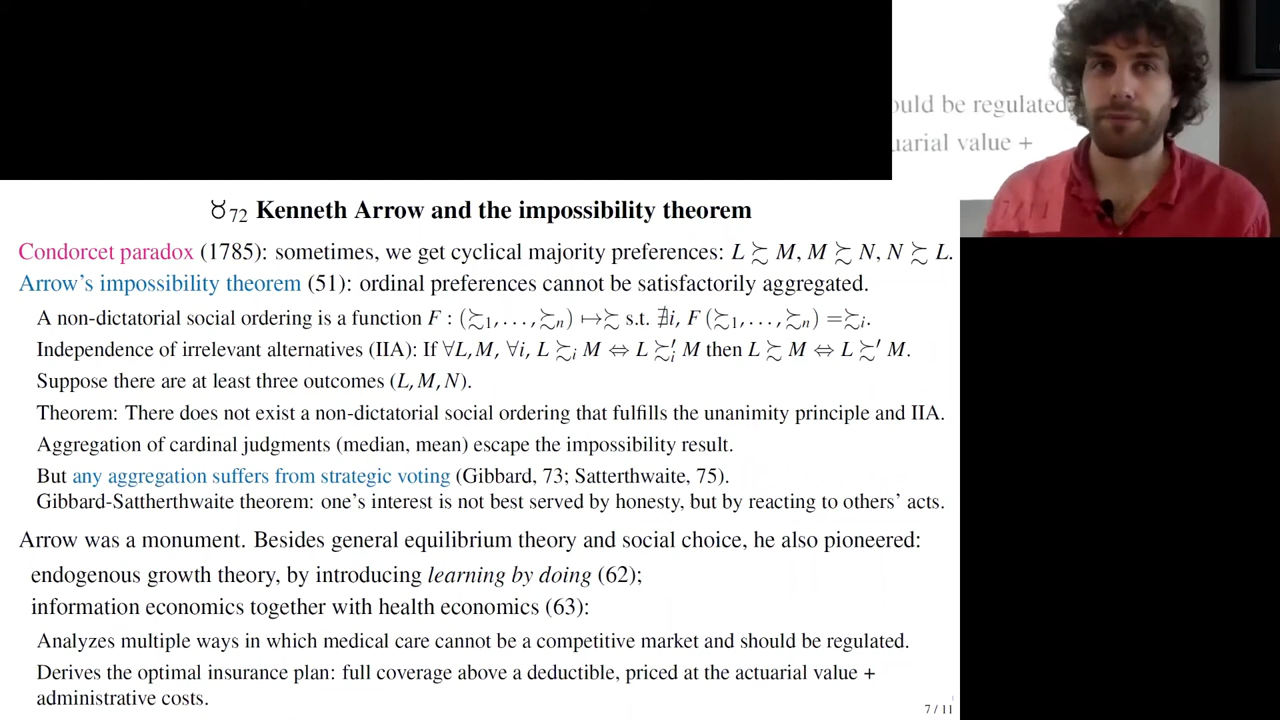 ould be regulated
uarial value +
♉72 Kenneth Arrow and the impossibility theorem
Condorcet paradox (1785): sometimes, we get cyclical majority preferences: L ≿ M, M ≿ N, N ≿ L.
Arrow's impossibility theorem (51): ordinal preferences cannot be satisfactorily aggregated.
A non-dictatorial social ordering is a function F : (≿₁, …, ≿ₙ) ↦ ≿ s.t. ∄i, F (≿₁, …, ≿ₙ) = ≿ᵢ.
Independence of irrelevant alternatives (IIA): If ∀L, M, ∀i, L ≿ᵢ M ⇔ L ≿′ᵢ M then L ≿ M ⇔ L ≿′ M.
Suppose there are at least three outcomes (L, M, N).
Theorem: There does not exist a non-dictatorial social ordering that fulfills the unanimity principle and IIA.
Aggregation of cardinal judgments (median, mean) escape the impossibility result.
But any aggregation suffers from strategic voting (Gibbard, 73; Satterthwaite, 75).
Gibbard-Sattherthwaite theorem: one's interest is not best served by honesty, but by reacting to others' acts.
Arrow was a monument. Besides general equilibrium theory and social choice, he also pioneered:
endogenous growth theory, by introducing learning by doing (62);
information economics together with health economics (63):
Analyzes multiple ways in which medical care cannot be a competitive market and should be regulated.
Derives the optimal insurance plan: full coverage above a deductible, priced at the actuarial value +
administrative costs.
7 / 11